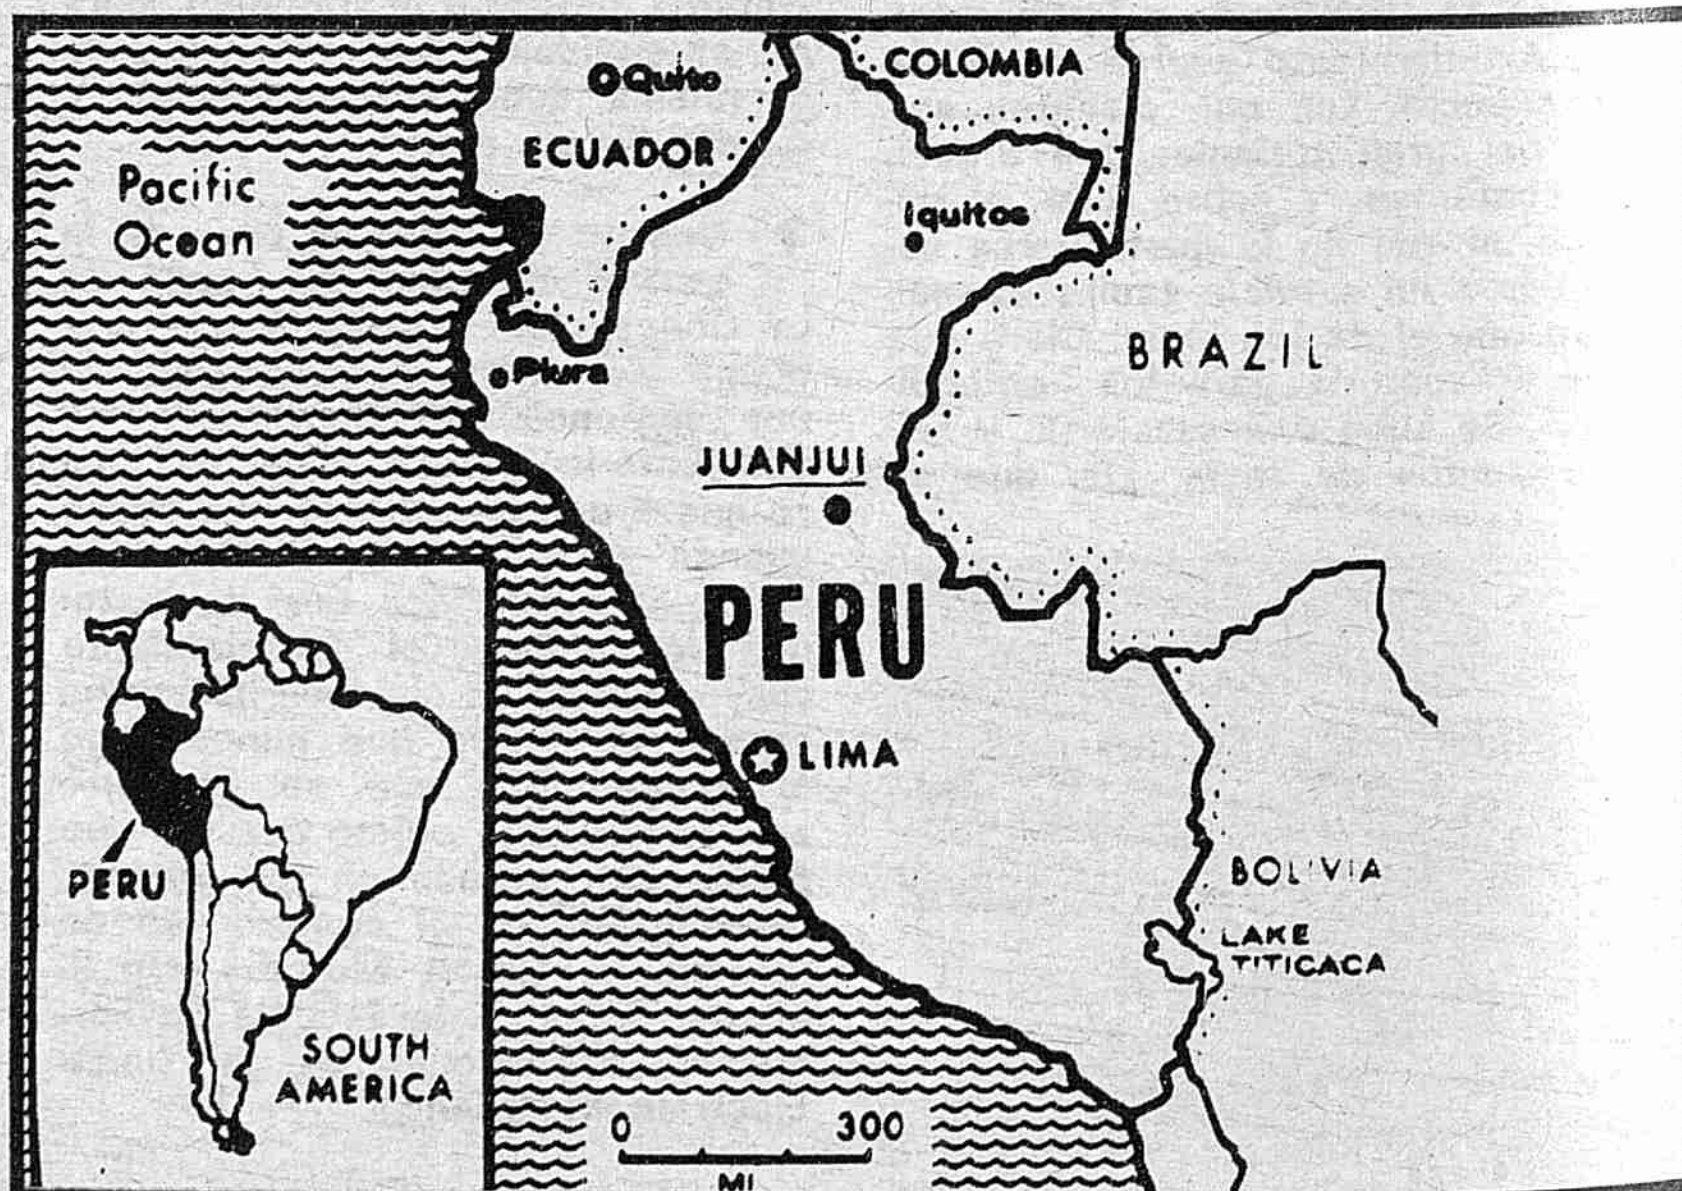 Quito
COLOMBIA
ECUADOR
Pacific
Ocean
Iquitos
BRAZIL
Piura
JUANJUI
PERU
LIMA
PERU
BOLIVIA
LAKE
TITICACA
SOUTH
AMERICA
0 300
MI